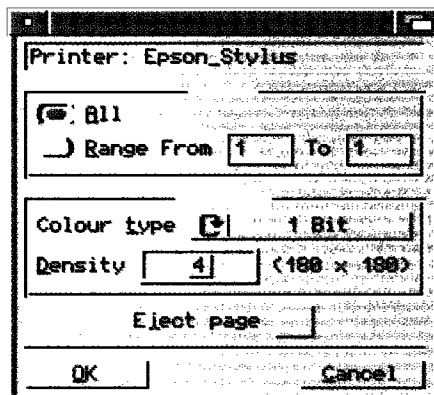 Printer: Epson_Stylus
All
Range From 1 To 1
Colour type 1 Bit
Density 4 (180 x 180)
Eject page
OK Cancel